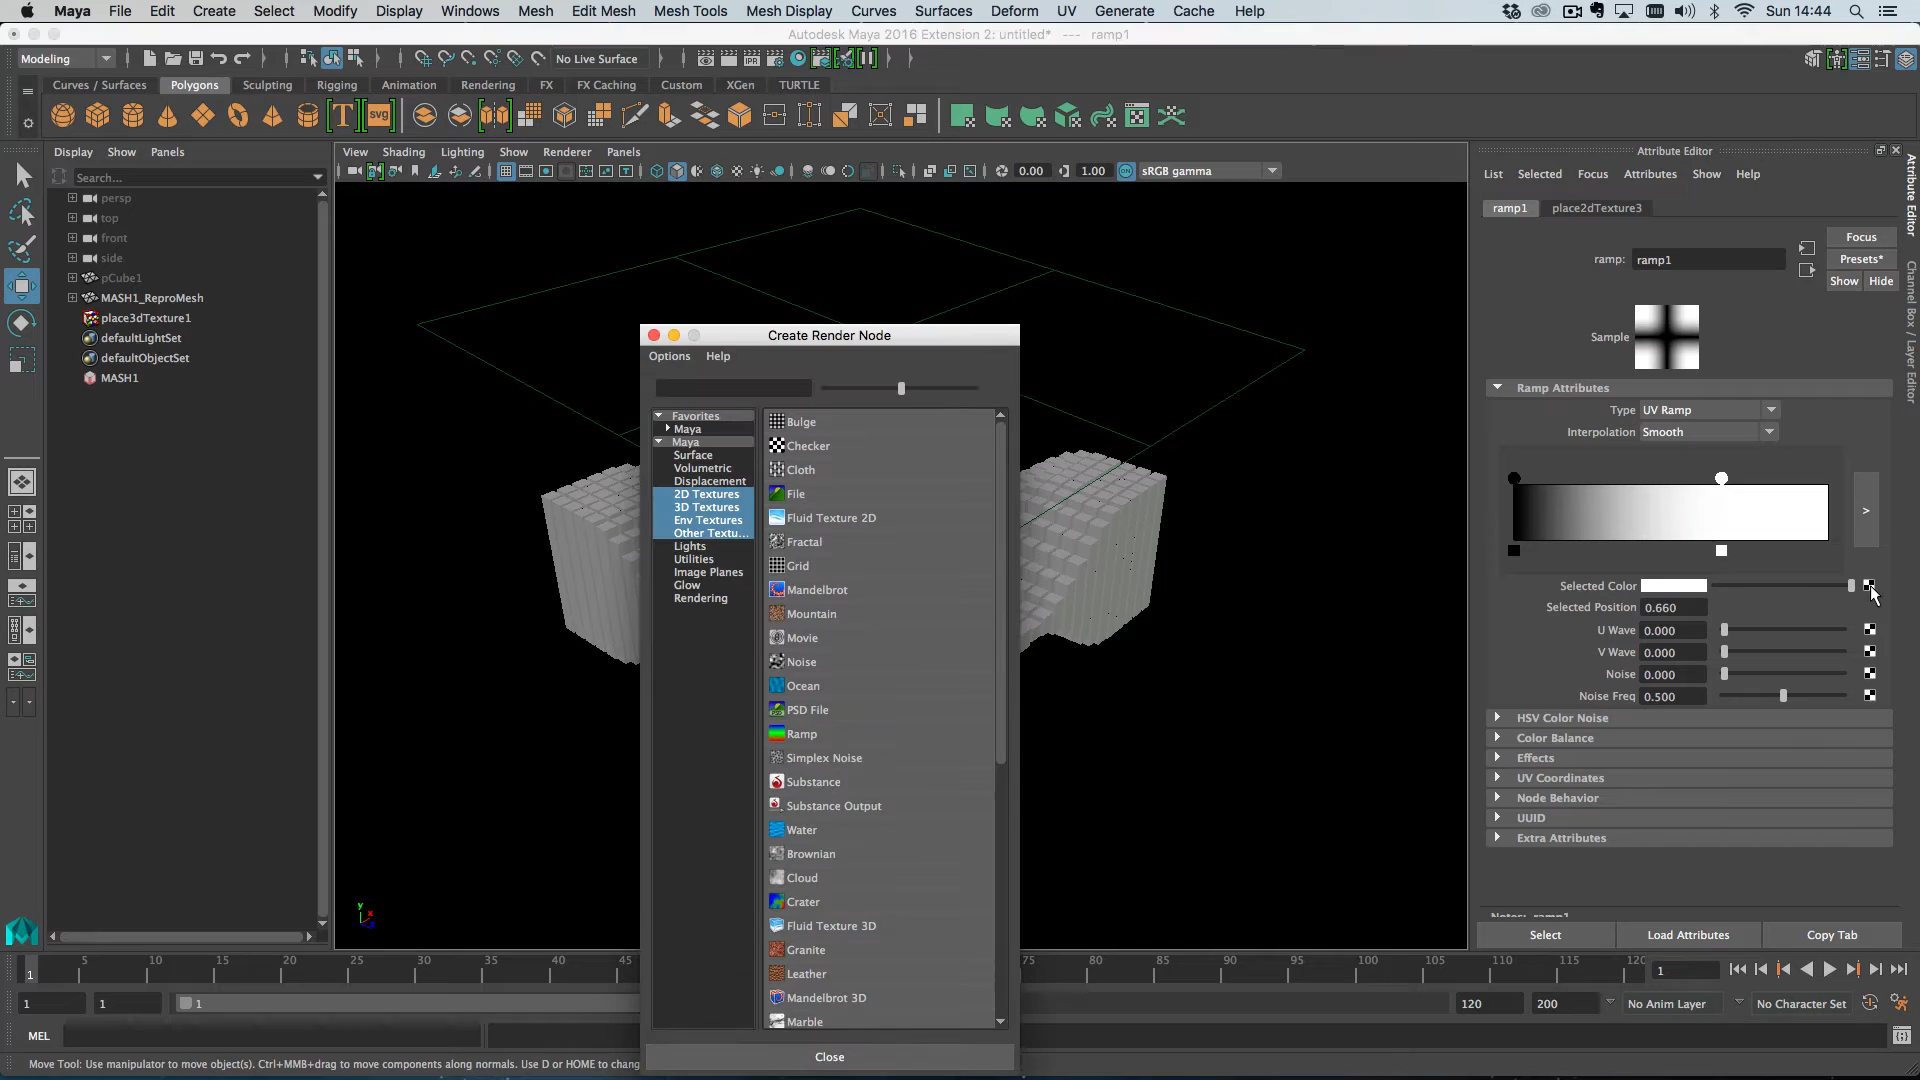 Maya File Edit Create Select Modify Display Windows Mesh Edit Mesh Mesh Tools Mesh Display Curves Surfaces Deform UV Generate Cache Help Sun 14:44
Autodesk Maya 2016 Extension 2: untitled* --- ramp1
Modeling No Live Surface
Curves / Surfaces Polygons Sculpting Rigging Animation Rendering FX FX Caching Custom XGen TURTLE
T svg
Display Show Panels
View Shading Lighting Show Renderer Panels
Search...
0.00 1.00 ON sRGB gamma
persp
top
front
side
pCube1
MASH1_ReproMesh
place3dTexture1
defaultLightSet
defaultObjectSet
MASH1
Create Render Node
Options Help
Favorites
Maya
Maya
Surface
Volumetric
Displacement
2D Textures
3D Textures
Env Textures
Other Textu...
Lights
Utilities
Image Planes
Glow
Rendering
Bulge
Checker
Cloth
File
Fluid Texture 2D
Fractal
Grid
Mandelbrot
Mountain
Movie
Noise
Ocean
PSD File
Ramp
Simplex Noise
Substance
Substance Output
Water
Brownian
Cloud
Crater
Fluid Texture 3D
Granite
Leather
Mandelbrot 3D
Marble
Close
Attribute Editor
List Selected Focus Attributes Show Help
ramp1 place2dTexture3
ramp: ramp1
Focus
Presets*
Show Hide
Sample
Ramp Attributes
Type UV Ramp
Interpolation Smooth
>
Selected Color
Selected Position 0.660
U Wave 0.000
V Wave 0.000
Noise 0.000
Noise Freq 0.500
HSV Color Noise
Color Balance
Effects
UV Coordinates
Node Behavior
UUID
Extra Attributes
Select Load Attributes Copy Tab
Attribute Editor
Channel Box / Layer Editor
y x
1 5 10 15 20 25 30 35 40 45 75 80 85 90 95 100 105 110 115 120
1
1 1 1 120 200 No Anim Layer No Character Set
MEL
Move Tool: Use manipulator to move object(s). Ctrl+MMB+drag to move components along normals. Use D or HOME to chang